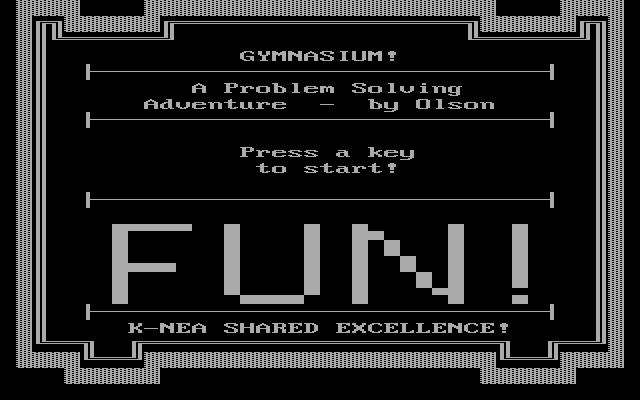 GYMNASIUM!
A Problem Solving
Adventure - by Olson
Press a key
to start!
FUN!
K-NEA SHARED EXCELLENCE!